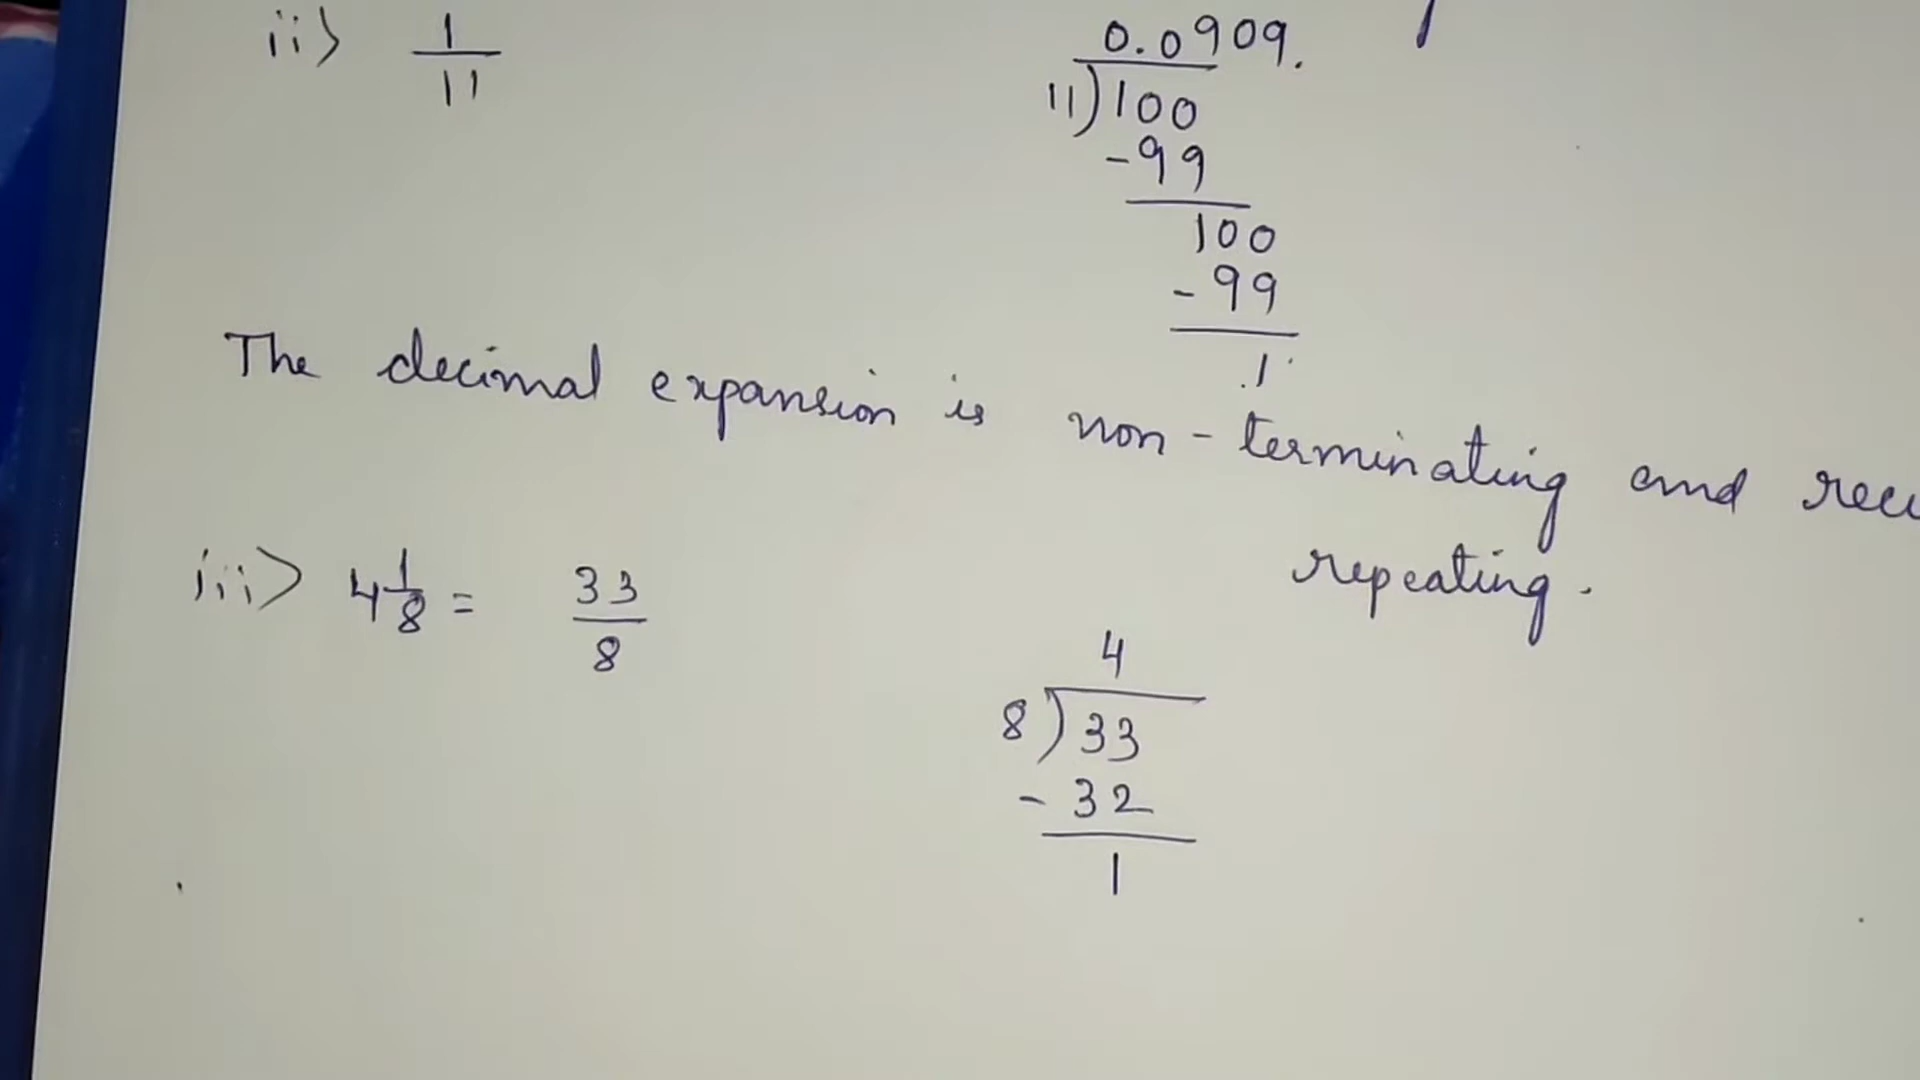 ii) 1/11
0.0909.
11)100
-99
100
-99
1
The decimal expansion is non-terminating and recu
repeating.
iii) 4 1/8 = 33/8
4
8)33
-32
1